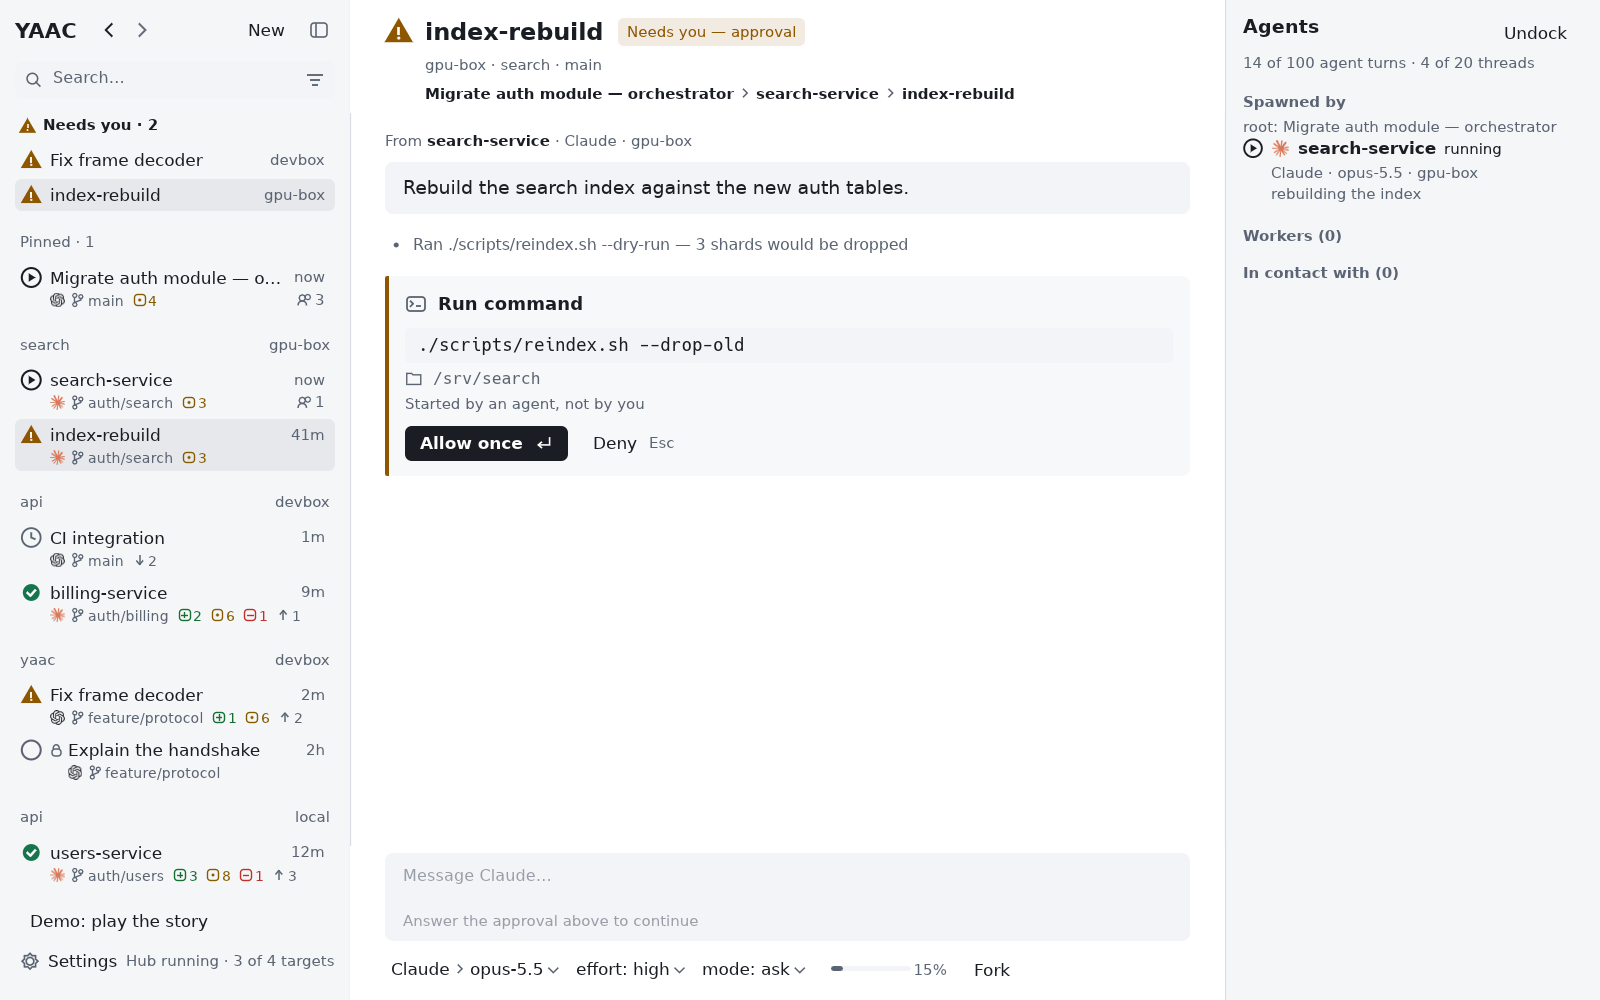 YAAC
New
Search...
Needs you · 2
Fix frame decoder devbox
index-rebuild gpu-box
Pinned · 1
Migrate auth module — o... now
main 4 3
search gpu-box
search-service now
auth/search 3 1
index-rebuild 41m
auth/search 3
api devbox
CI integration 1m
main ↓2
billing-service 9m
auth/billing 2 6 1 ↑1
yaac devbox
Fix frame decoder 2m
feature/protocol 1 6 ↑2
Explain the handshake 2h
feature/protocol
api local
users-service 12m
auth/users 3 8 1 ↑3
Demo: play the story
Settings Hub running · 3 of 4 targets
index-rebuild Needs you — approval
gpu-box · search · main
Migrate auth module — orchestrator > search-service > index-rebuild
From search-service · Claude · gpu-box
Rebuild the search index against the new auth tables.
• Ran ./scripts/reindex.sh --dry-run — 3 shards would be dropped
Run command
./scripts/reindex.sh --drop-old
/srv/search
Started by an agent, not by you
Allow once ↵ Deny Esc
Message Claude...
Answer the approval above to continue
Claude > opus-5.5 effort: high mode: ask 15% Fork
Agents
Undock
14 of 100 agent turns · 4 of 20 threads
Spawned by
root: Migrate auth module — orchestrator
search-service running
Claude · opus-5.5 · gpu-box
rebuilding the index
Workers (0)
In contact with (0)